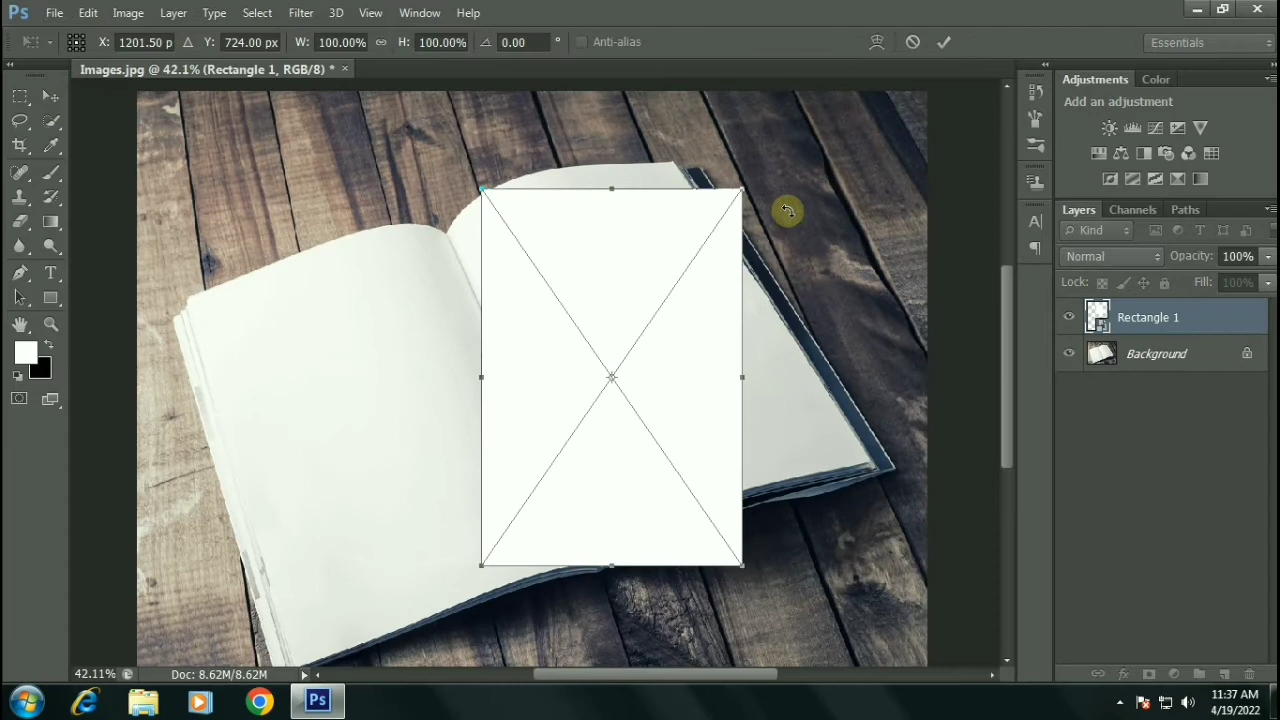 Ps File Edit Image Layer Type Select Filter 3D View Window Help
X: 1201.50 p Y: 724.00 px W: 100.00% H: 100.00% 0.00 ° Anti-alias Essentials
Images.jpg @ 42.1% (Rectangle 1, RGB/8) * ×
Adjustments Color
Add an adjustment
Layers Channels Paths
Kind
Normal Opacity: 100%
Lock: Fill: 100%
Rectangle 1
Background
42.11% Doc: 8.62M/8.62M
Ps
11:37 AM
4/19/2022